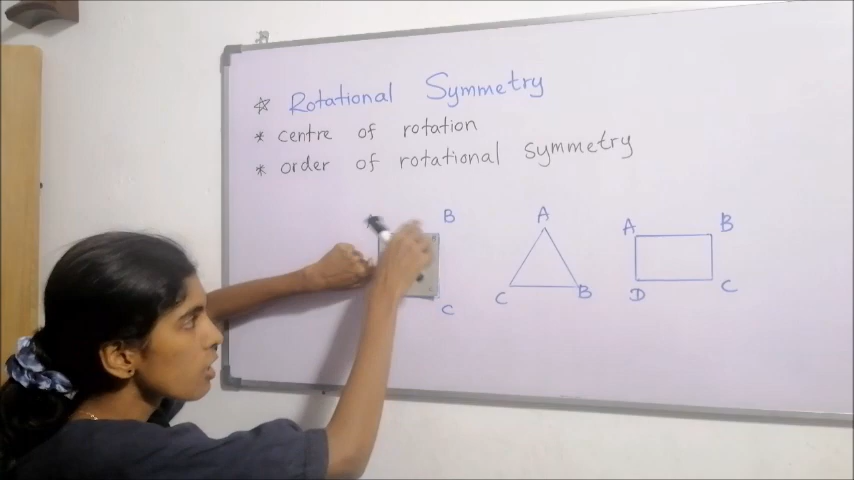 ☆ Rotational Symmetry
* centre of rotation
* order of rotational symmetry
B A A B
C B D C
C